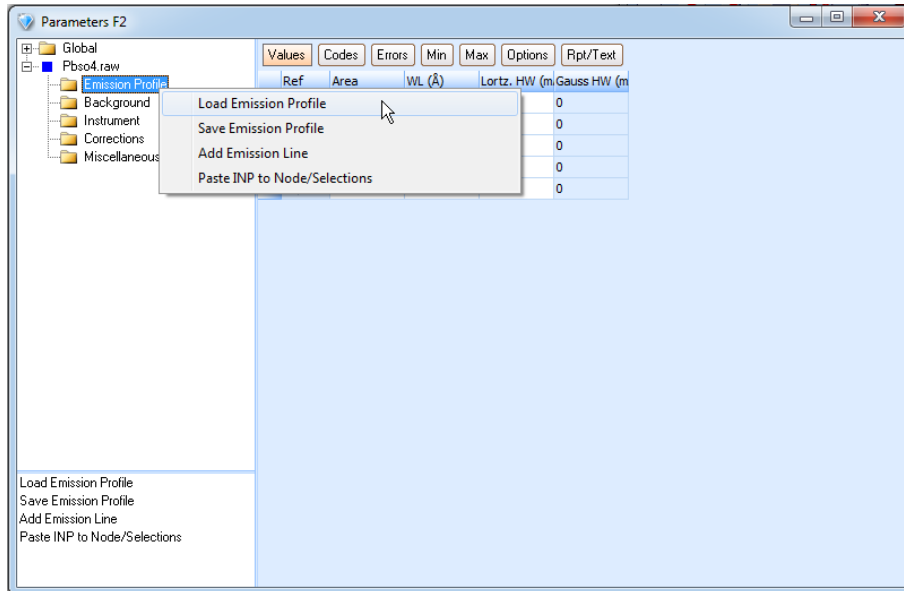 Parameters F2
Global
Pbso4.raw
Emission Profile
Background
Instrument
Corrections
Miscellaneous
Values Codes Errors Min Max Options Rpt/Text
Ref Area WL (Å) Lortz. HW (m Gauss HW (m
0
0
0
0
0
Load Emission Profile
Save Emission Profile
Add Emission Line
Paste INP to Node/Selections
Load Emission Profile
Save Emission Profile
Add Emission Line
Paste INP to Node/Selections